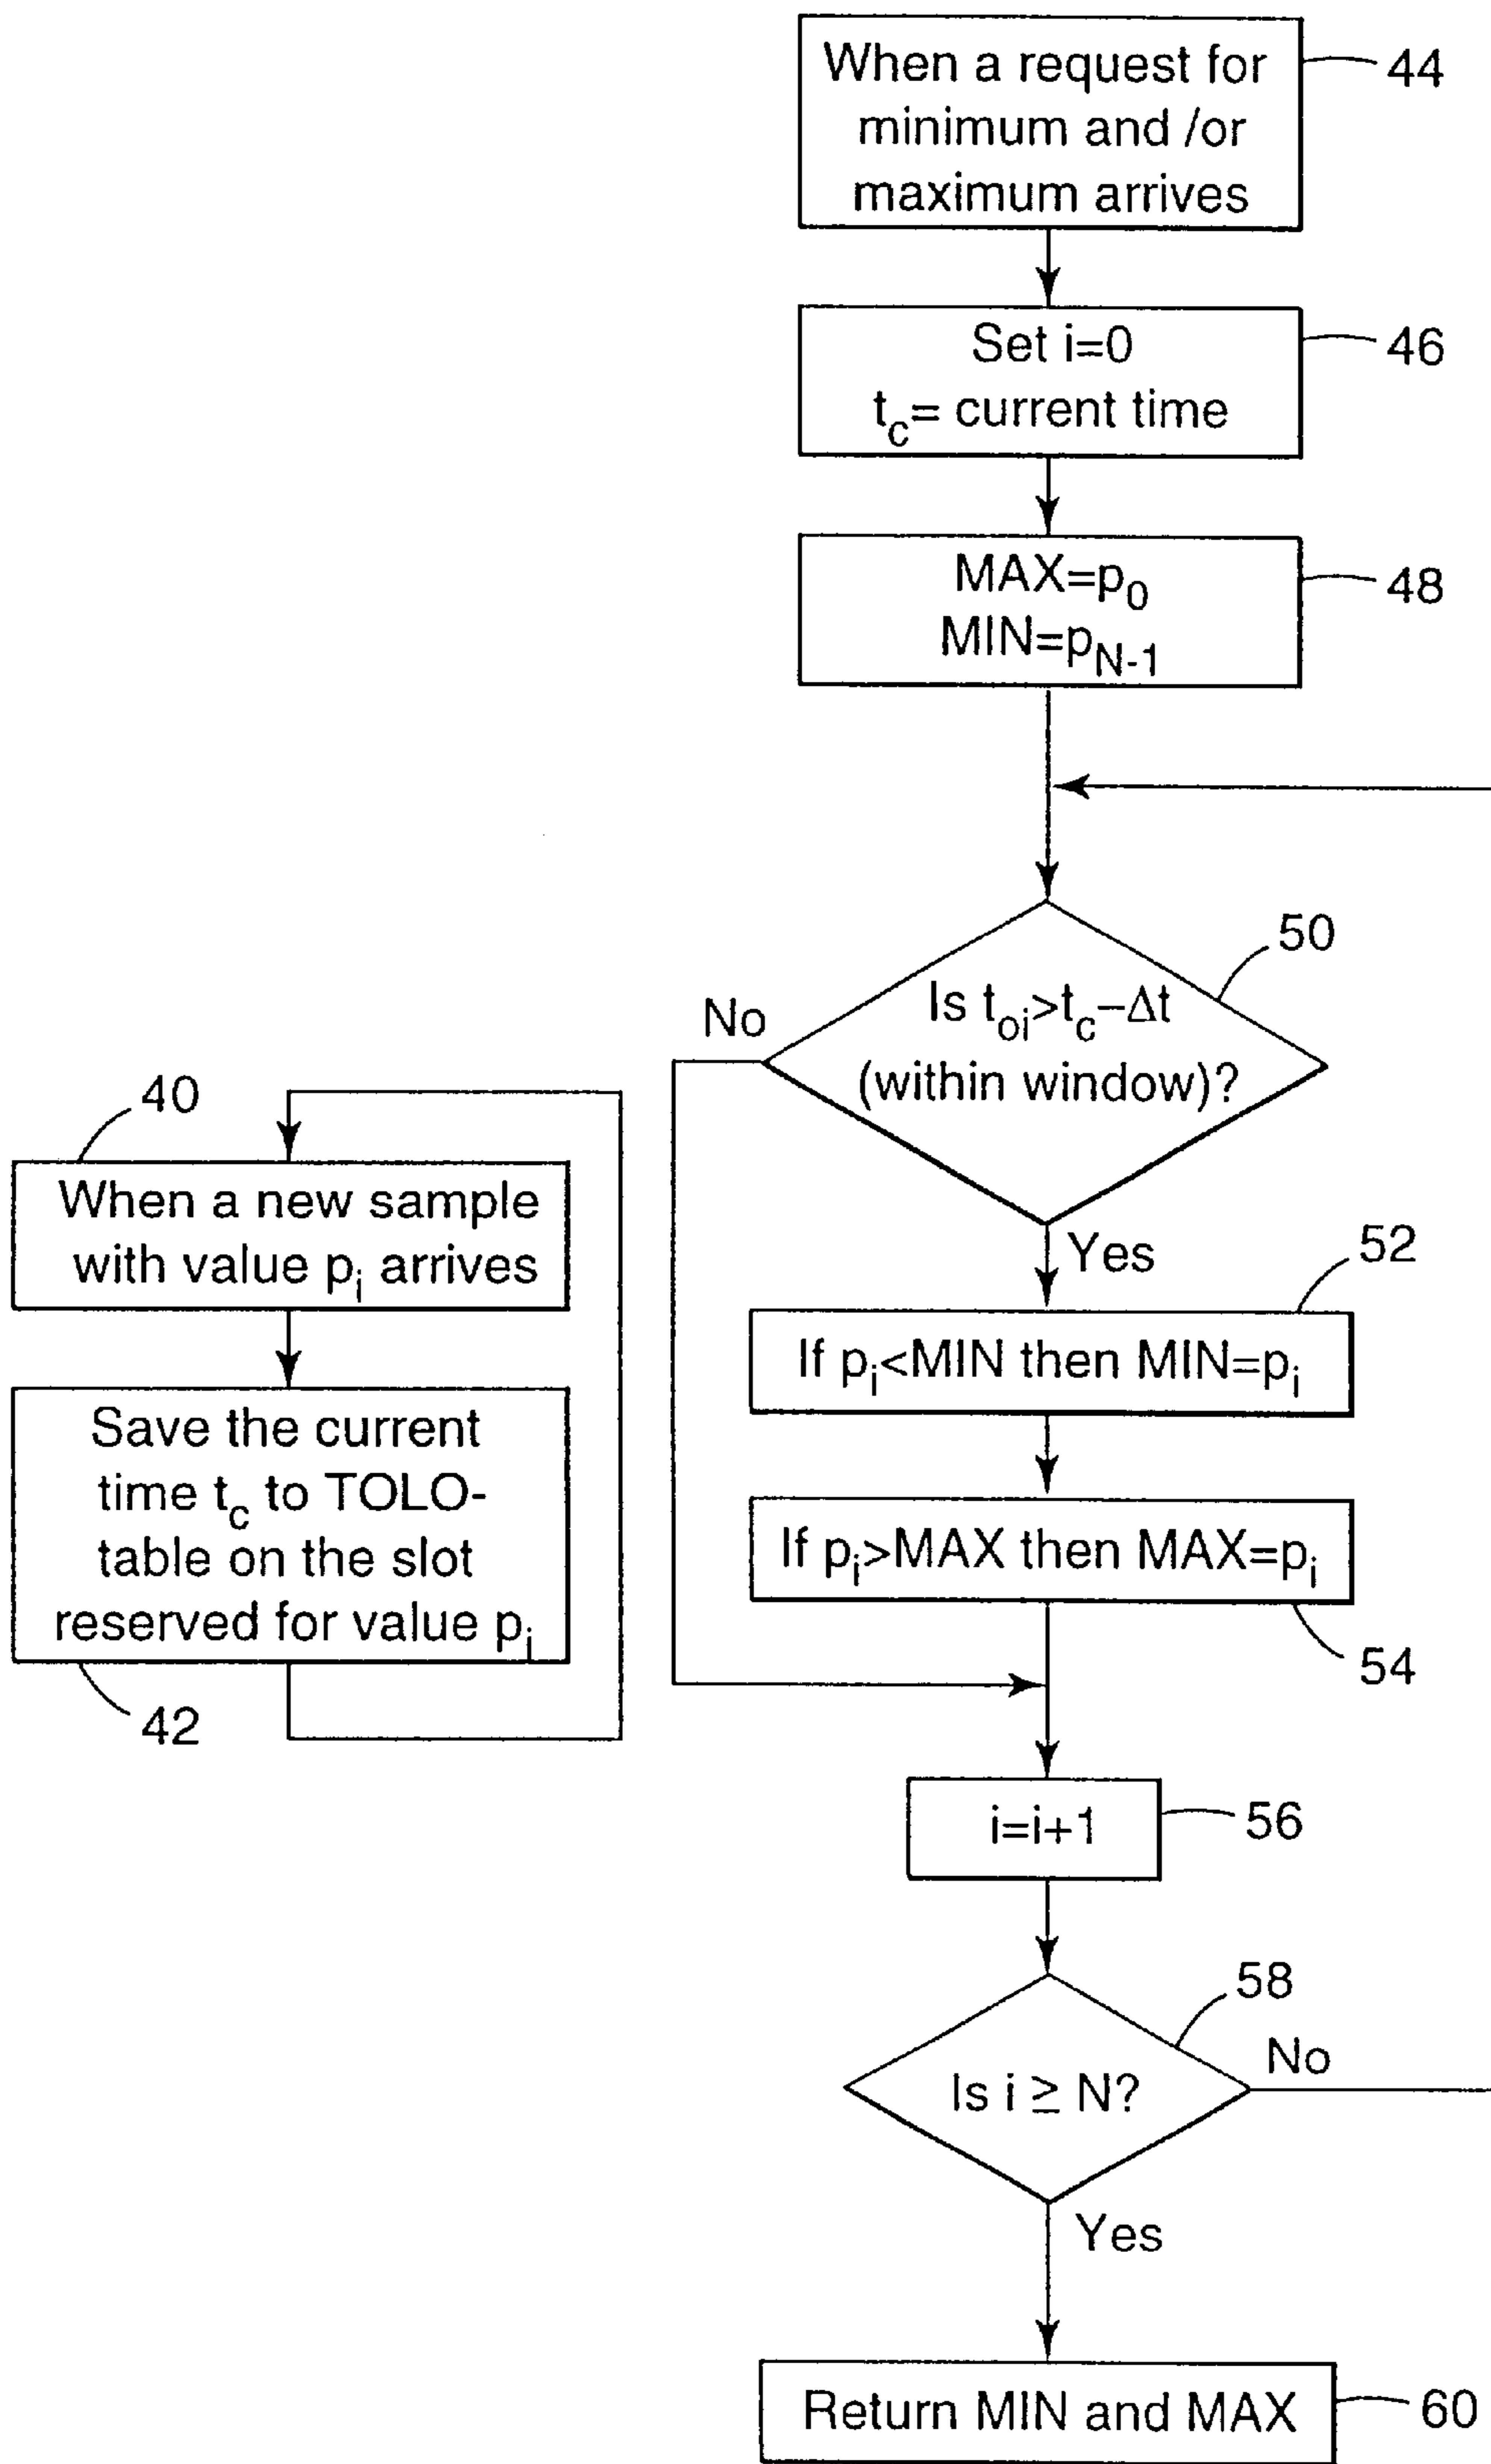 When a request for
minimum and /or
maximum arrives
44
Set i=0
t_c= current time
46
MAX=p_0
MIN=p_{N-1}
48
Is t_{oi}>t_c-Δt
(within window)?
50
No
Yes
40
When a new sample
with value p_i arrives
Save the current
time t_c to TOLO-
table on the slot
reserved for value p_i
42
If p_i<MIN then MIN=p_i
52
If p_i>MAX then MAX=p_i
54
i=i+1
56
Is i ≥ N?
58
No
Yes
Return MIN and MAX
60